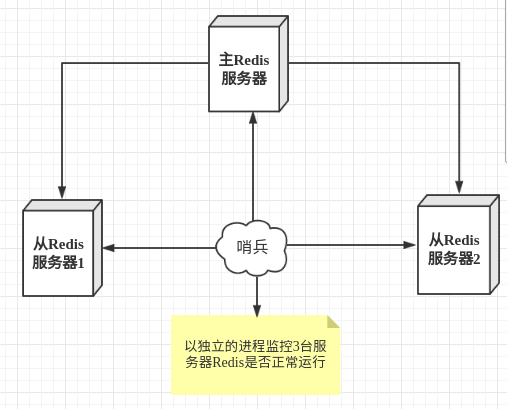 主Redis
服务器
从Redis
服务器1
哨兵
从Redis
服务器2
以独立的进程监控3台服
务器Redis是否正常运行